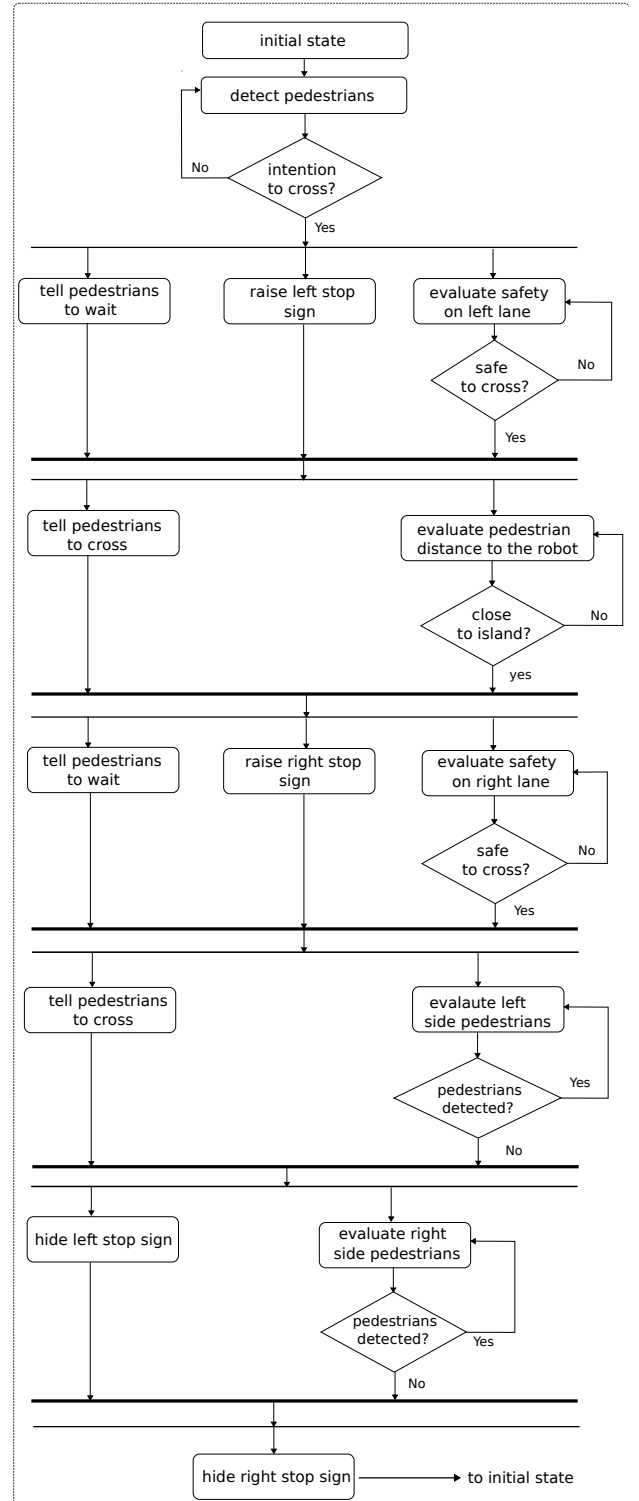 initial state
detect pedestrians
No
intention
to cross?
Yes
tell pedestrians
to wait
raise left stop
sign
evaluate safety
on left lane
safe
to cross?
No
Yes
tell pedestrians
to cross
evaluate pedestrian
distance to the robot
close
to island?
No
yes
tell pedestrians
to wait
raise right stop
sign
evaluate safety
on right lane
safe
to cross?
No
Yes
tell pedestrians
to cross
evalaute left
side pedestrians
pedestrians
detected?
Yes
No
hide left stop sign
evaluate right
side pedestrians
pedestrians
detected?
Yes
No
hide right stop sign
to initial state